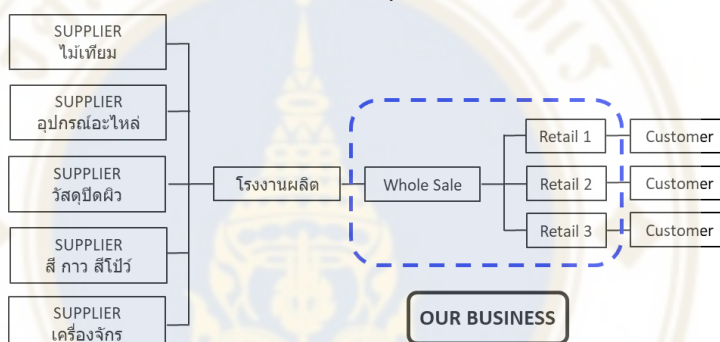 SUPPLIER
ไม้เทียม
SUPPLIER
อุปกรณ์อะไหล่
SUPPLIER
วัสดุปิดผิว
SUPPLIER
สี กาว สีโป๊ว์
SUPPLIER
เครื่องจักร
โรงงานผลิต
Whole Sale
Retail 1
Retail 2
Retail 3
Customer
Customer
Customer
OUR BUSINESS